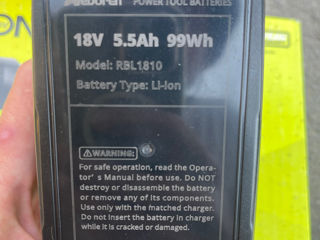 POWER TOOL BATTERIES
18V 5.5Ah 99Wh
Model: RBL1810
Battery Type: Li-Ion
⚠WARNING:
For safe operation, read the Opera-
tor's Manual before use. Do NOT
destroy or disassemble the battery
or remove any of its components.
Use only with the matched charger.
Do not Insert the battery in charger
while it is cracked or damaged.